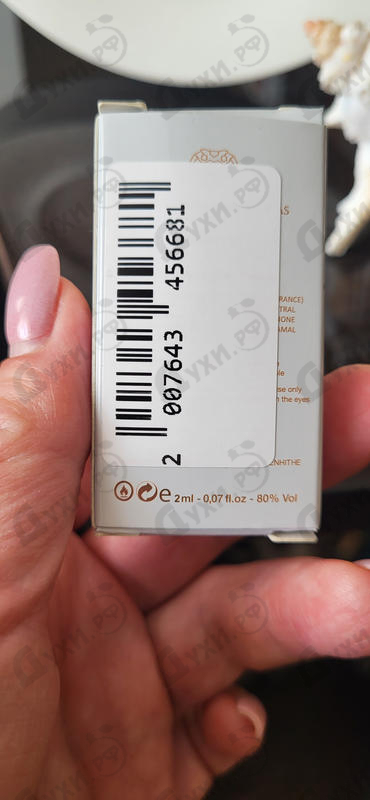 AS
RANCE)
TRAL
ONE
AMAL
le
se only
n the eyes
ENHITHE
2 007643 456681
e 2ml - 0,07 fl.oz - 80% Vol
духи.рф